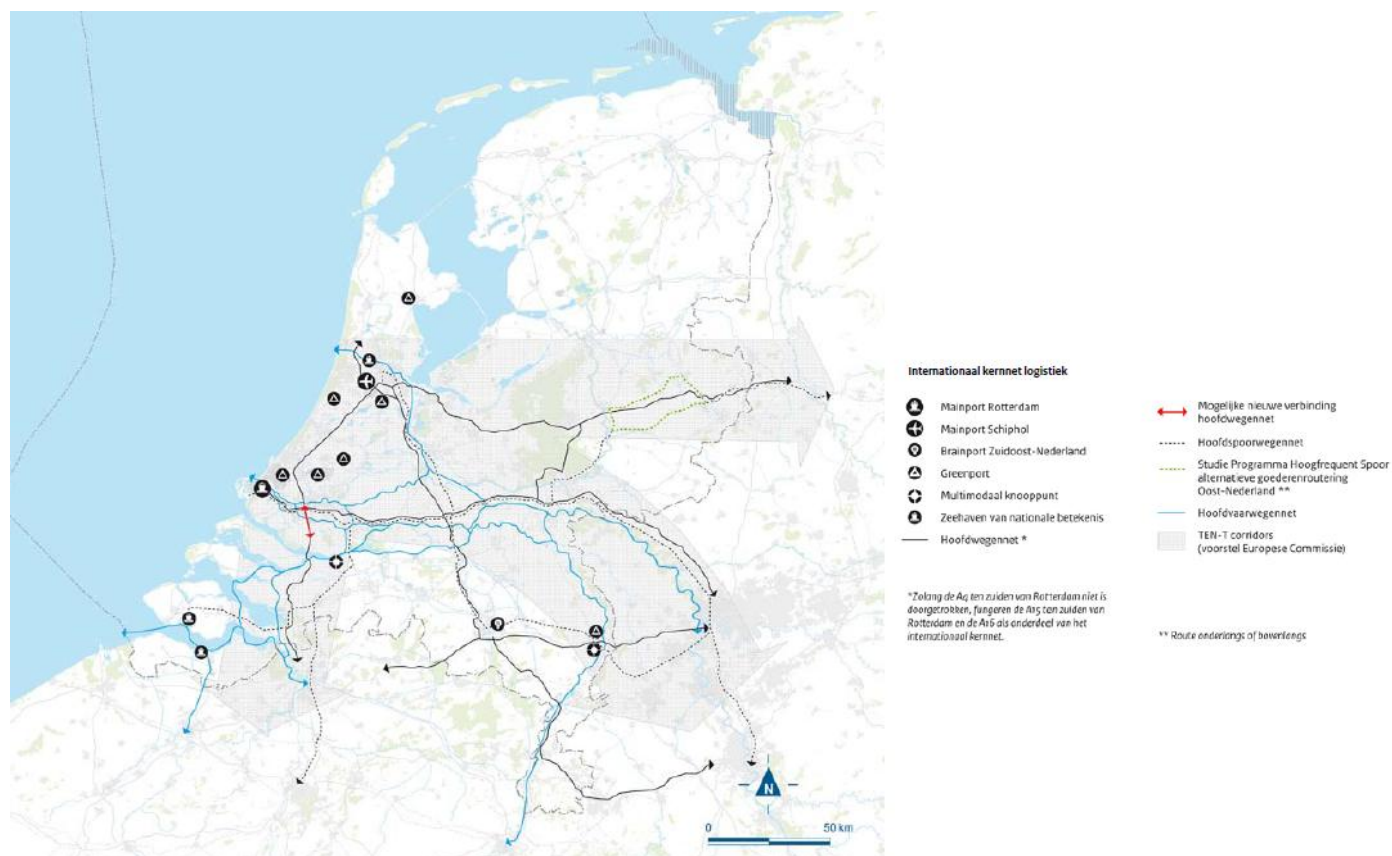 Internationaal kernnet logistiek
Mainport Rotterdam
Mainport Schiphol
Brainport Zuidoost-Nederland
Greenport
Multimodaal knooppunt
Zeehaven van nationale betekenis
Hoofdwegennet *
*Zolang de A4 ten zuiden van Rotterdam niet is
doorgetrokken, fungeren de A15 ten zuiden van
Rotterdam en de A16 als onderdeel van het
internationaal kernnet.
Mogelijke nieuwe verbinding
hoofdwegennet
Hoofdspoorwegennet
Studie Programma Hoogfrequent Spoor
alternatieve goederenroutering
Oost-Nederland **
Hoofdvaarwegennet
TEN-T corridors
(voorstel Europese Commissie)
** Route onderlangs of bovenlangs
N
0 50 km